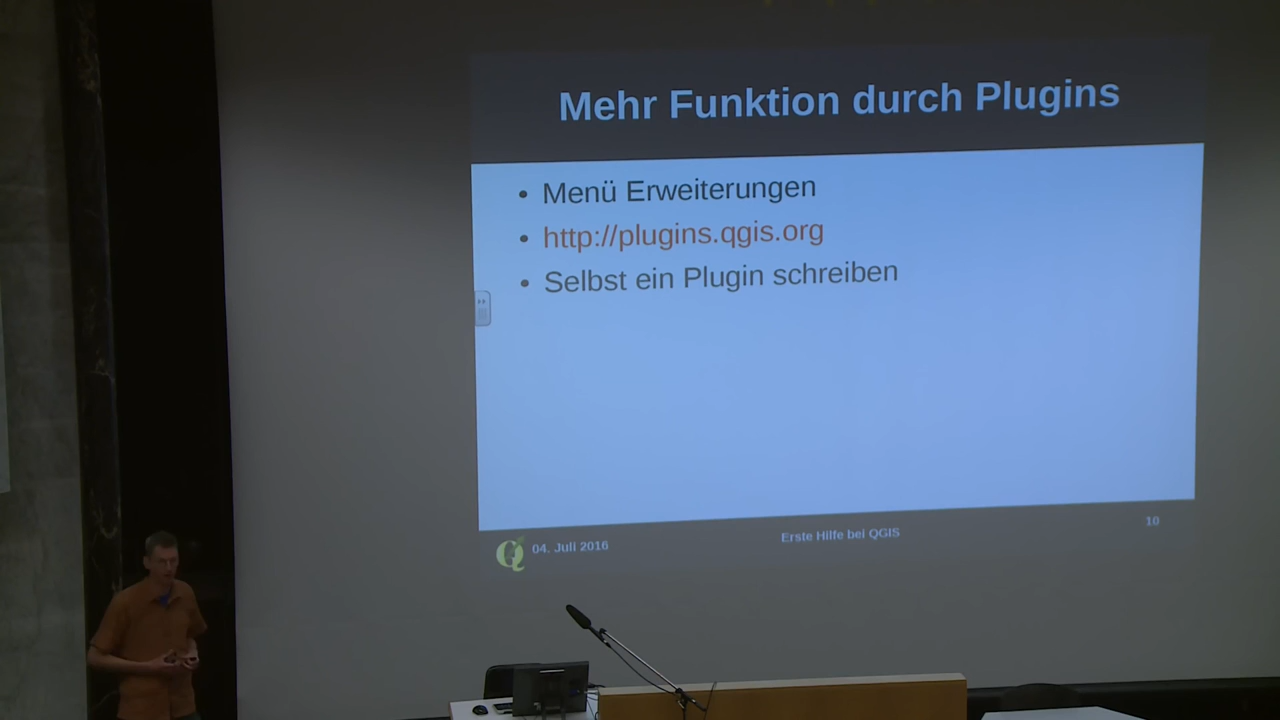 Mehr Funktion durch Plugins
• Menü Erweiterungen
• http://plugins.qgis.org
• Selbst ein Plugin schreiben
04. Juli 2016
Erste Hilfe bei QGIS
10